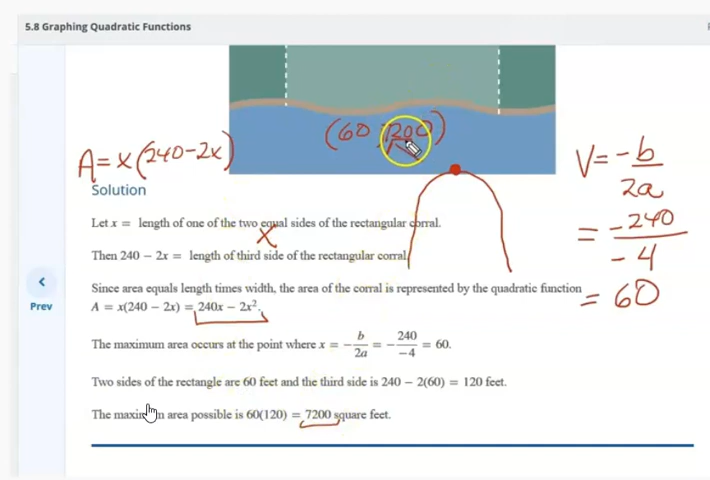 5.8 Graphing Quadratic Functions
(60, 7200)
A = x(240-2x)
V = -b/2a
= -240/-4
= 60
Solution
Let x = length of one of the two equal sides of the rectangular corral.
x
Then 240 − 2x = length of third side of the rectangular corral.
Since area equals length times width, the area of the corral is represented by the quadratic function
A = x(240 − 2x) = 240x − 2x².
Prev
The maximum area occurs at the point where x = −b/2a = −240/−4 = 60.
Two sides of the rectangle are 60 feet and the third side is 240 − 2(60) = 120 feet.
The maximum area possible is 60(120) = 7200 square feet.